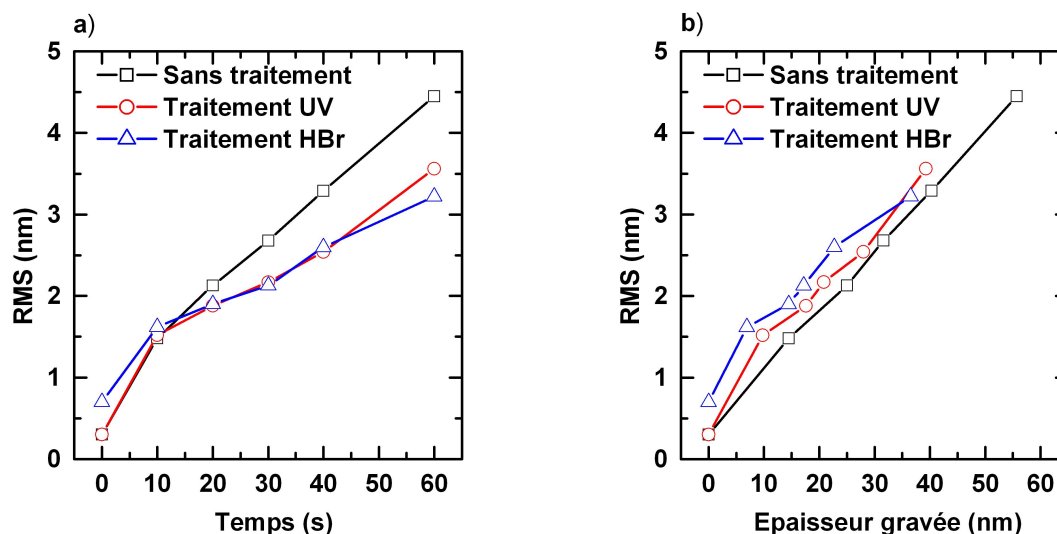 a)
5
4
3
2
1
0
RMS (nm)
Sans traitement
Traitement UV
Traitement HBr
0 10 20 30 40 50 60
Temps (s)
b)
5
4
3
2
1
0
RMS (nm)
Sans traitement
Traitement UV
Traitement HBr
0 10 20 30 40 50 60
Epaisseur gravée (nm)